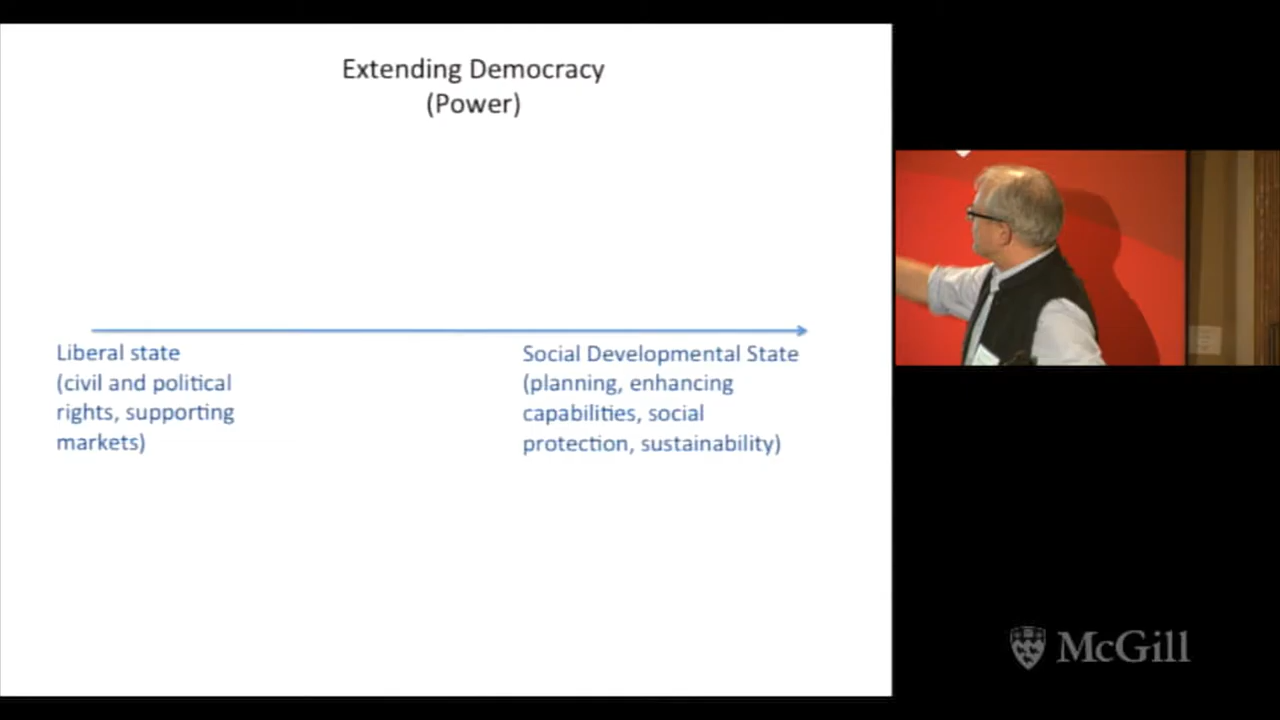 Extending Democracy
(Power)
Liberal state
(civil and political
rights, supporting
markets)
Social Developmental State
(planning, enhancing
capabilities, social
protection, sustainability)
McGill